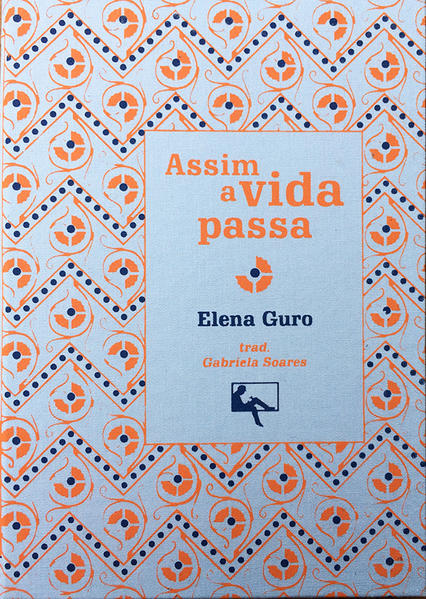 Assim
a vida
passa
Elena Guro
trad.
Gabriela Soares